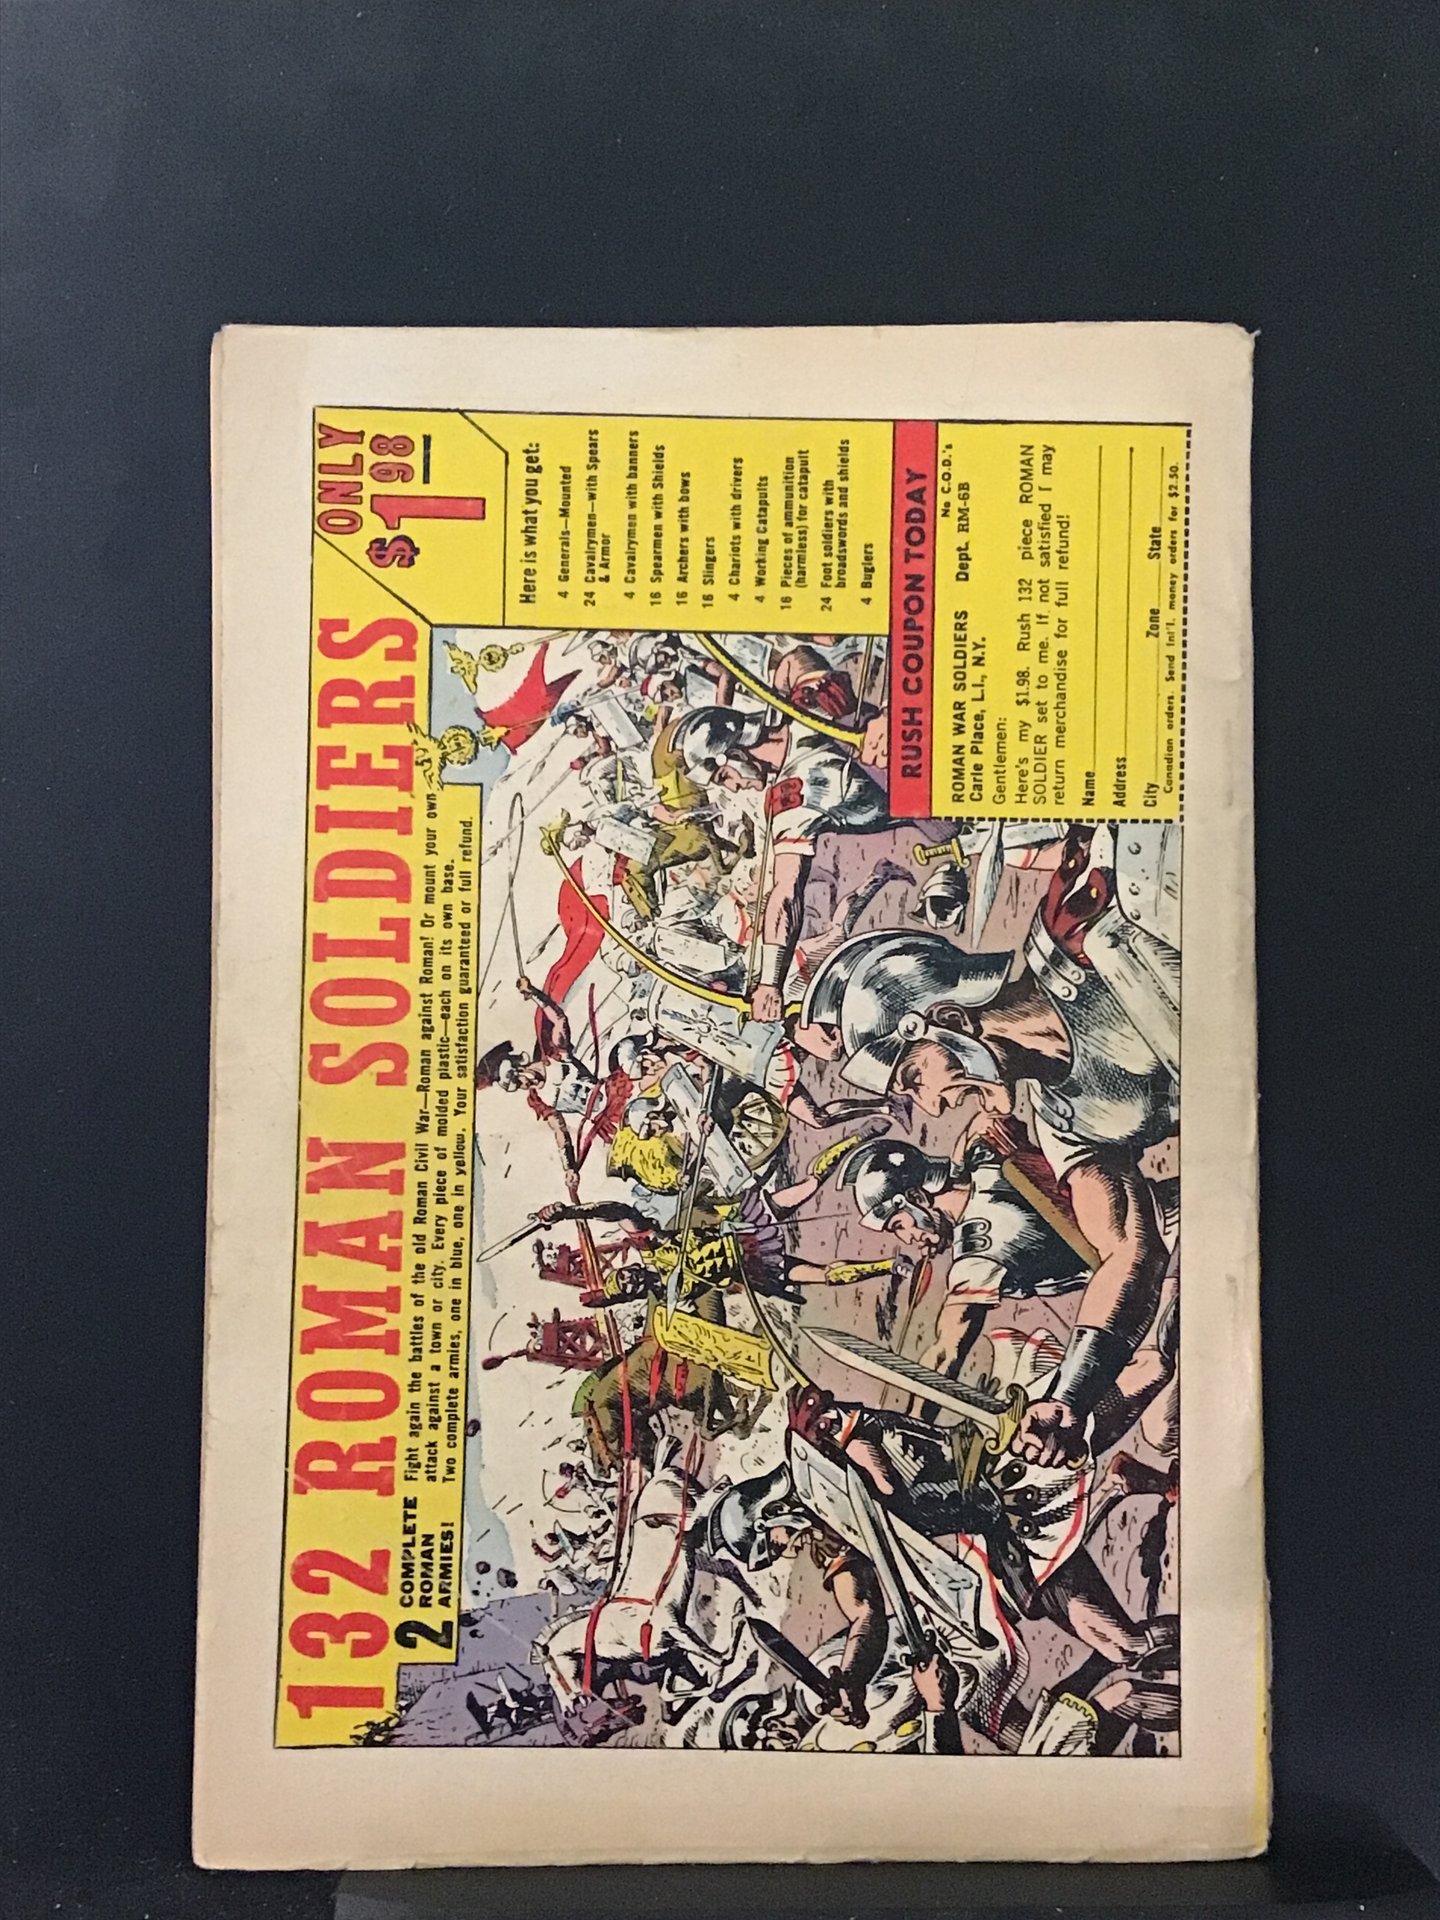 132 ROMAN SOLDIERS
ONLY
$1 98
2 COMPLETE
ROMAN
ARMIES!
Fight again the battles of the old Roman Civil War—Roman against Roman! Or mount your own
attack against a town or city. Every piece of molded plastic—each on its own base.
Two complete armies, one in blue, one in yellow. Your satisfaction guaranteed or full refund.
Here is what you get:
4 Generals—Mounted
24 Cavalrymen—with Spears
& Armor
4 Cavalrymen with banners
16 Spearmen with Shields
16 Archers with bows
16 Slingers
4 Chariots with drivers
4 Working Catapults
16 Pieces of ammunition
(harmless) for catapult
24 Foot soldiers with
broadswords and shields
4 Buglers
RUSH COUPON TODAY
No C.O.D.'s
ROMAN WAR SOLDIERS Dept. RM-6B
Carle Place, L.I., N.Y.
Gentlemen:
Here's my $1.98. Rush 132 piece ROMAN
SOLDIER set to me. If not satisfied I may
return merchandise for full refund!
Name
Address
City Zone State
Canadian orders. Send Int'l. money orders for $2.50.